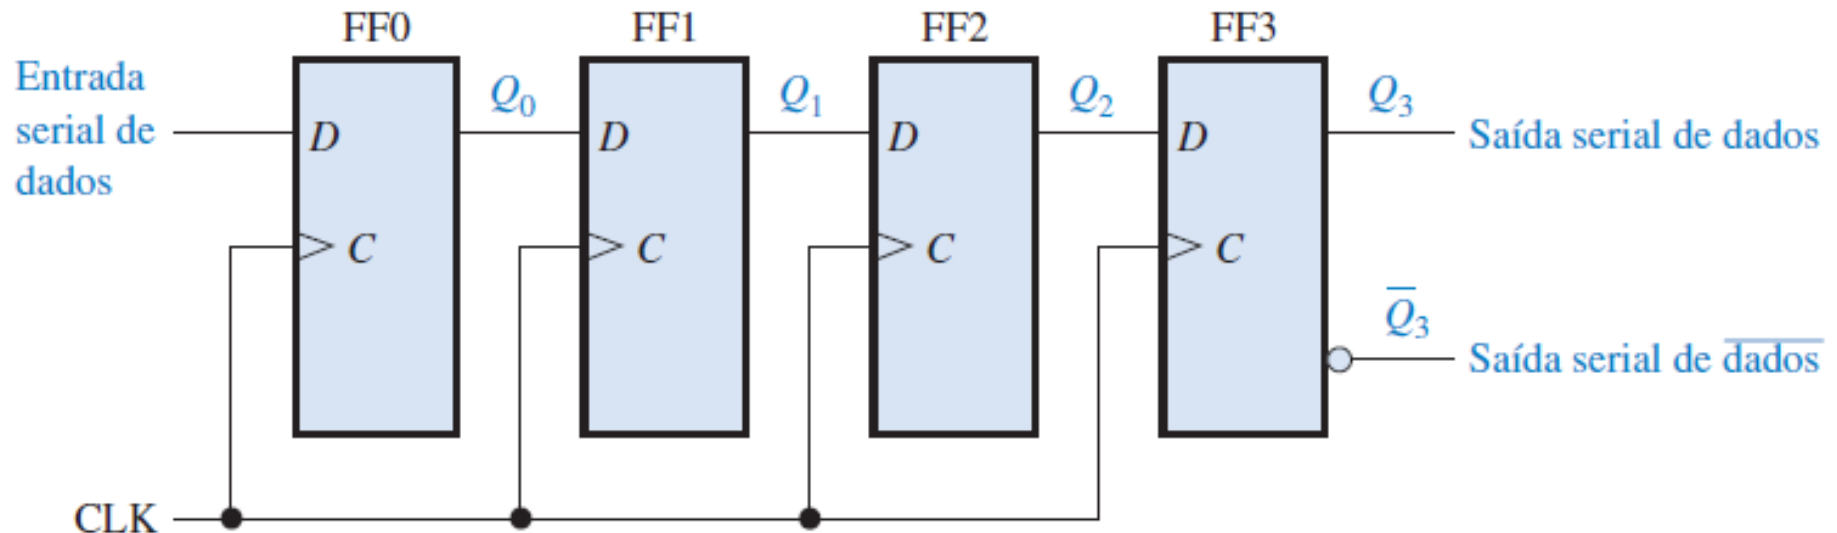 FF0 FF1 FF2 FF3
Entrada
serial de
dados
Q₀ Q₁ Q₂ Q₃
D D D D
Saída serial de dados
C C C C
Q̅₃
Saída serial de d̅a̅d̅o̅s̅
CLK